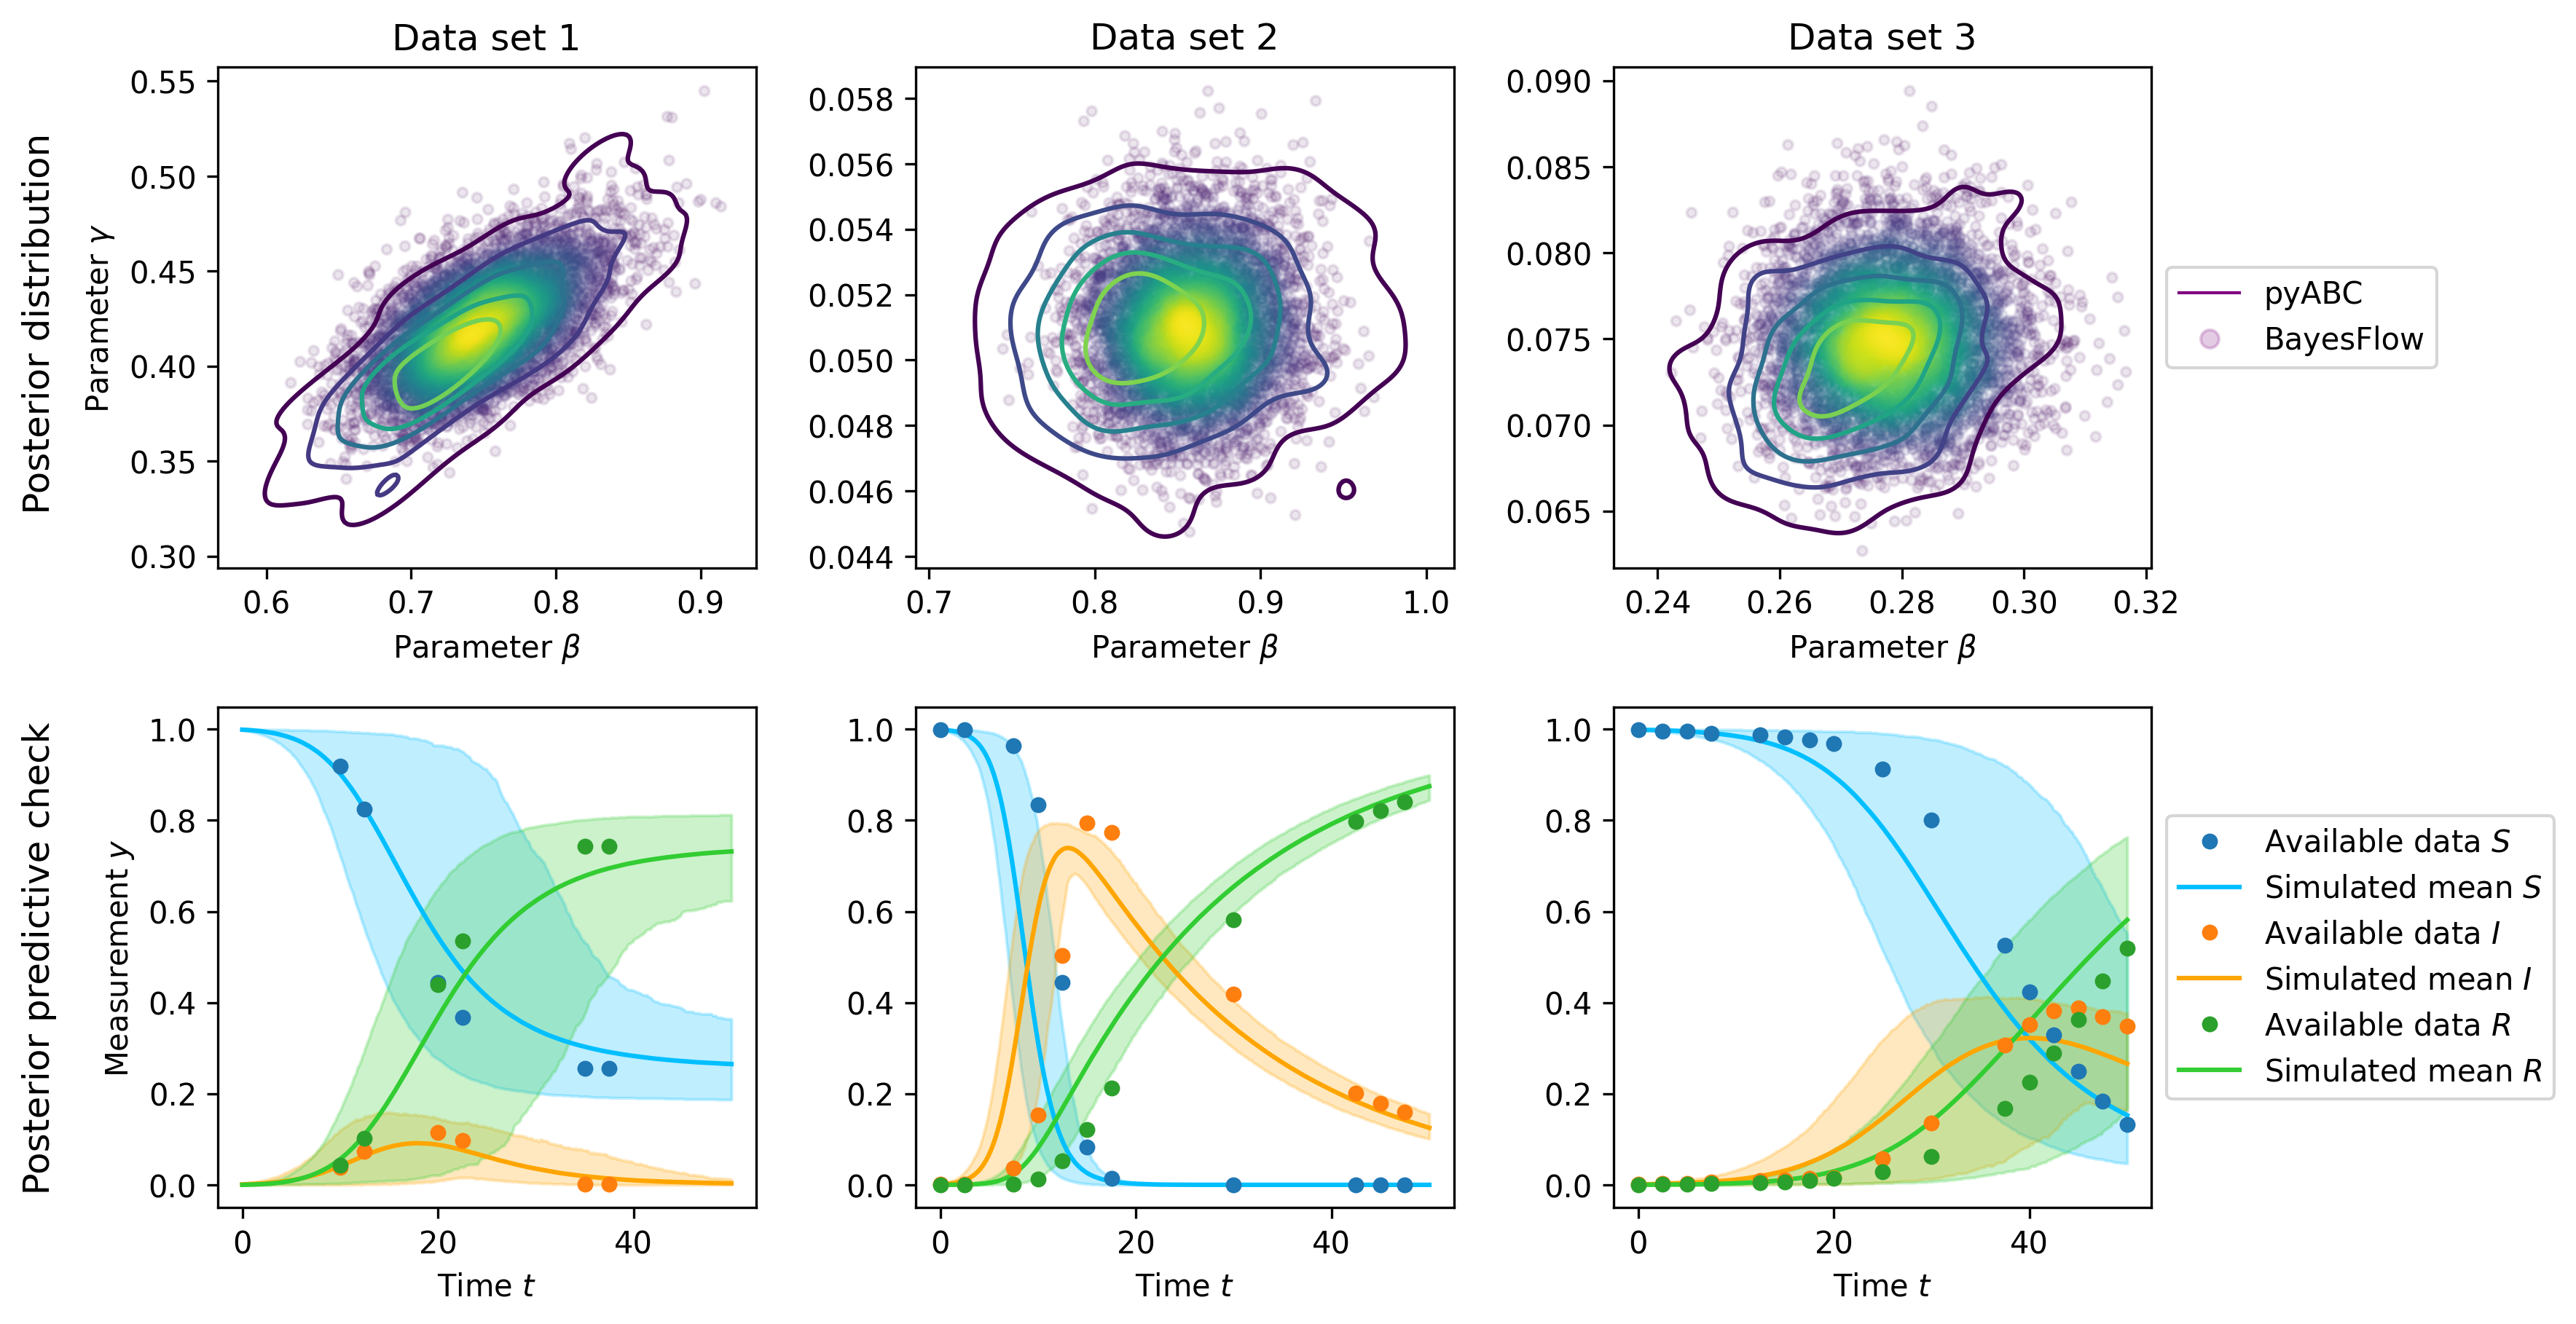 Data set 1
Data set 2
Data set 3
Posterior distribution
Parameter γ
0.55
0.50
0.45
0.40
0.35
0.30
0.6 0.7 0.8 0.9
Parameter β
0.058
0.056
0.054
0.052
0.050
0.048
0.046
0.044
0.7 0.8 0.9 1.0
Parameter β
0.090
0.085
0.080
0.075
0.070
0.065
0.24 0.26 0.28 0.30 0.32
Parameter β
pyABC
BayesFlow
Posterior predictive check
Measurement y
1.0
0.8
0.6
0.4
0.2
0.0
0 20 40
Time t
1.0
0.8
0.6
0.4
0.2
0.0
0 20 40
Time t
1.0
0.8
0.6
0.4
0.2
0.0
0 20 40
Time t
Available data S
Simulated mean S
Available data I
Simulated mean I
Available data R
Simulated mean R